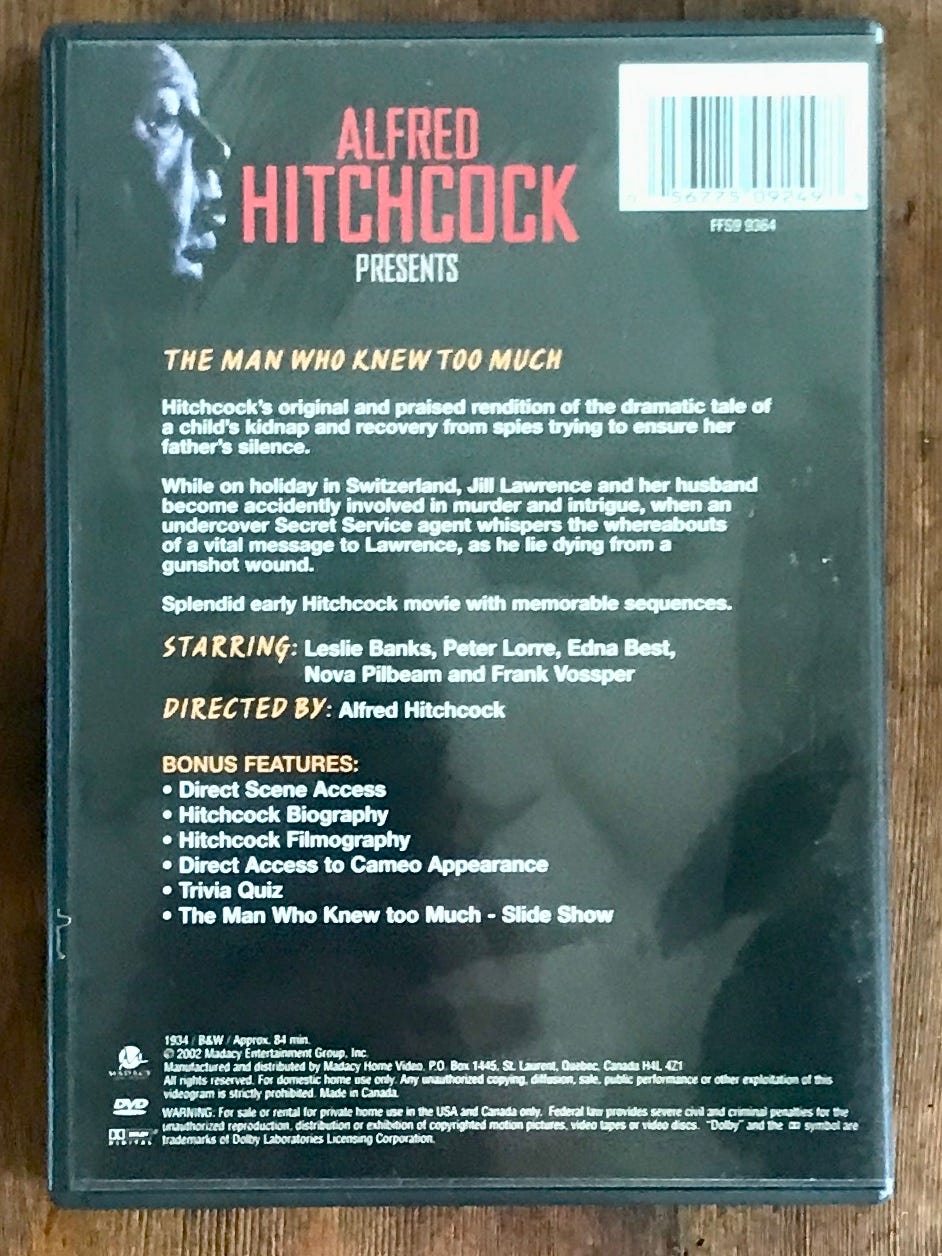 ALFRED
HITCHCOCK
PRESENTS
56775 09249
FFS9 9364
THE MAN WHO KNEW TOO MUCH
Hitchcock's original and praised rendition of the dramatic tale of
a child's kidnap and recovery from spies trying to ensure her
father's silence.
While on holiday in Switzerland, Jill Lawrence and her husband
become accidently involved in murder and intrigue, when an
undercover Secret Service agent whispers the whereabouts
of a vital message to Lawrence, as he lie dying from a
gunshot wound.
Splendid early Hitchcock movie with memorable sequences.
STARRING: Leslie Banks, Peter Lorre, Edna Best,
Nova Pilbeam and Frank Vossper
DIRECTED BY: Alfred Hitchcock
BONUS FEATURES:
• Direct Scene Access
• Hitchcock Biography
• Hitchcock Filmography
• Direct Access to Cameo Appearance
• Trivia Quiz
• The Man Who Knew too Much - Slide Show
1934 / B&W / Approx. 84 min.
© 2002 Madacy Entertainment Group, Inc.
Manufactured and distributed by Madacy Home Video, P.O. Box 1445, St. Laurent, Quebec, Canada H4L 4Z1
All rights reserved. For domestic home use only. Any unauthorized copying, diffusion, sale, public performance or other exploitation of this
videogram is strictly prohibited. Made in Canada.
WARNING: For sale or rental for private home use in the USA and Canada only. Federal law provides severe civil and criminal penalties for the
unauthorized reproduction, distribution or exhibition of copyrighted motion pictures, video tapes or video discs. "Dolby" and the symbol are
trademarks of Dolby Laboratories Licensing Corporation.
MADACY
DVD
DOLBY
DIGITAL